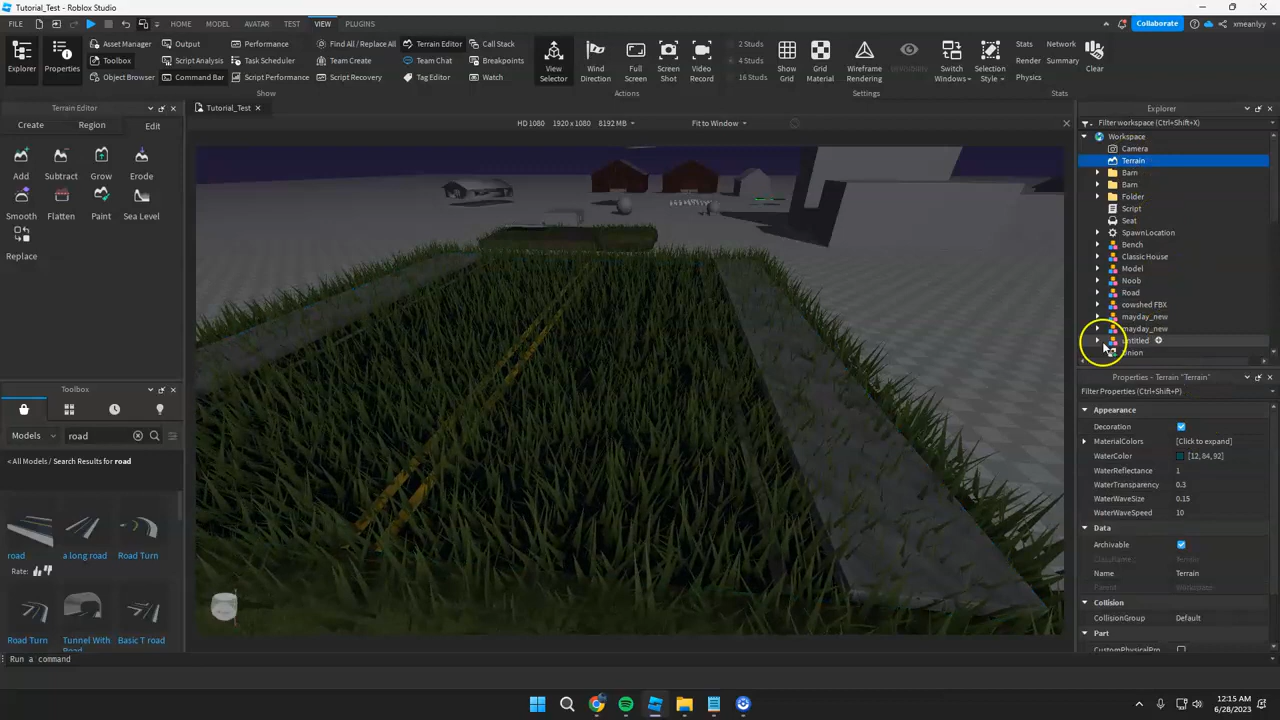 Tutorial_Test - Roblox Studio
FILE HOME MODEL AVATAR TEST VIEW PLUGINS Collaborate xmeanlyy
Explorer Properties
Asset Manager Output Performance Find All / Replace All Terrain Editor Call Stack
Toolbox Script Analysis Task Scheduler Team Create Team Chat Breakpoints
Object Browser Command Bar Script Performance Script Recovery Tag Editor Watch
Show
View Selector Wind Direction Full Screen Screen Shot Video Record
Actions
2 Studs
4 Studs
16 Studs
Show Grid Grid Material Wireframe Rendering Switch Windows Selection Style
Settings
Stats Network
Render Summary Clear
Physics
Stats
Terrain Editor
Create Region Edit
Add Subtract Grow Erode
Smooth Flatten Paint Sea Level
Replace
Tutorial_Test
HD 1080 1920 x 1080 8192 MB Fit to Window
Explorer
Filter workspace (Ctrl+Shift+X)
Workspace
Camera
Terrain
Barn
Barn
Folder
Script
Seat
SpawnLocation
Bench
Classic House
Model
Noob
Road
cowshed FBX
mayday_new
mayday_new
untitled
Union
Properties - Terrain "Terrain"
Filter Properties (Ctrl+Shift+P)
Appearance
Decoration
MaterialColors [Click to expand]
WaterColor [12, 84, 92]
WaterReflectance 1
WaterTransparency 0.3
WaterWaveSize 0.15
WaterWaveSpeed 10
Data
Archivable
ClassName Terrain
Name Terrain
Parent Workspace
Collision
CollisionGroup Default
Part
CustomPhysicalPro
Toolbox
Models road
< All Models / Search Results for road
road a long road Road Turn
Rate:
Road Turn Tunnel With Road Basic T road
Run a command
12:15 AM
6/28/2023